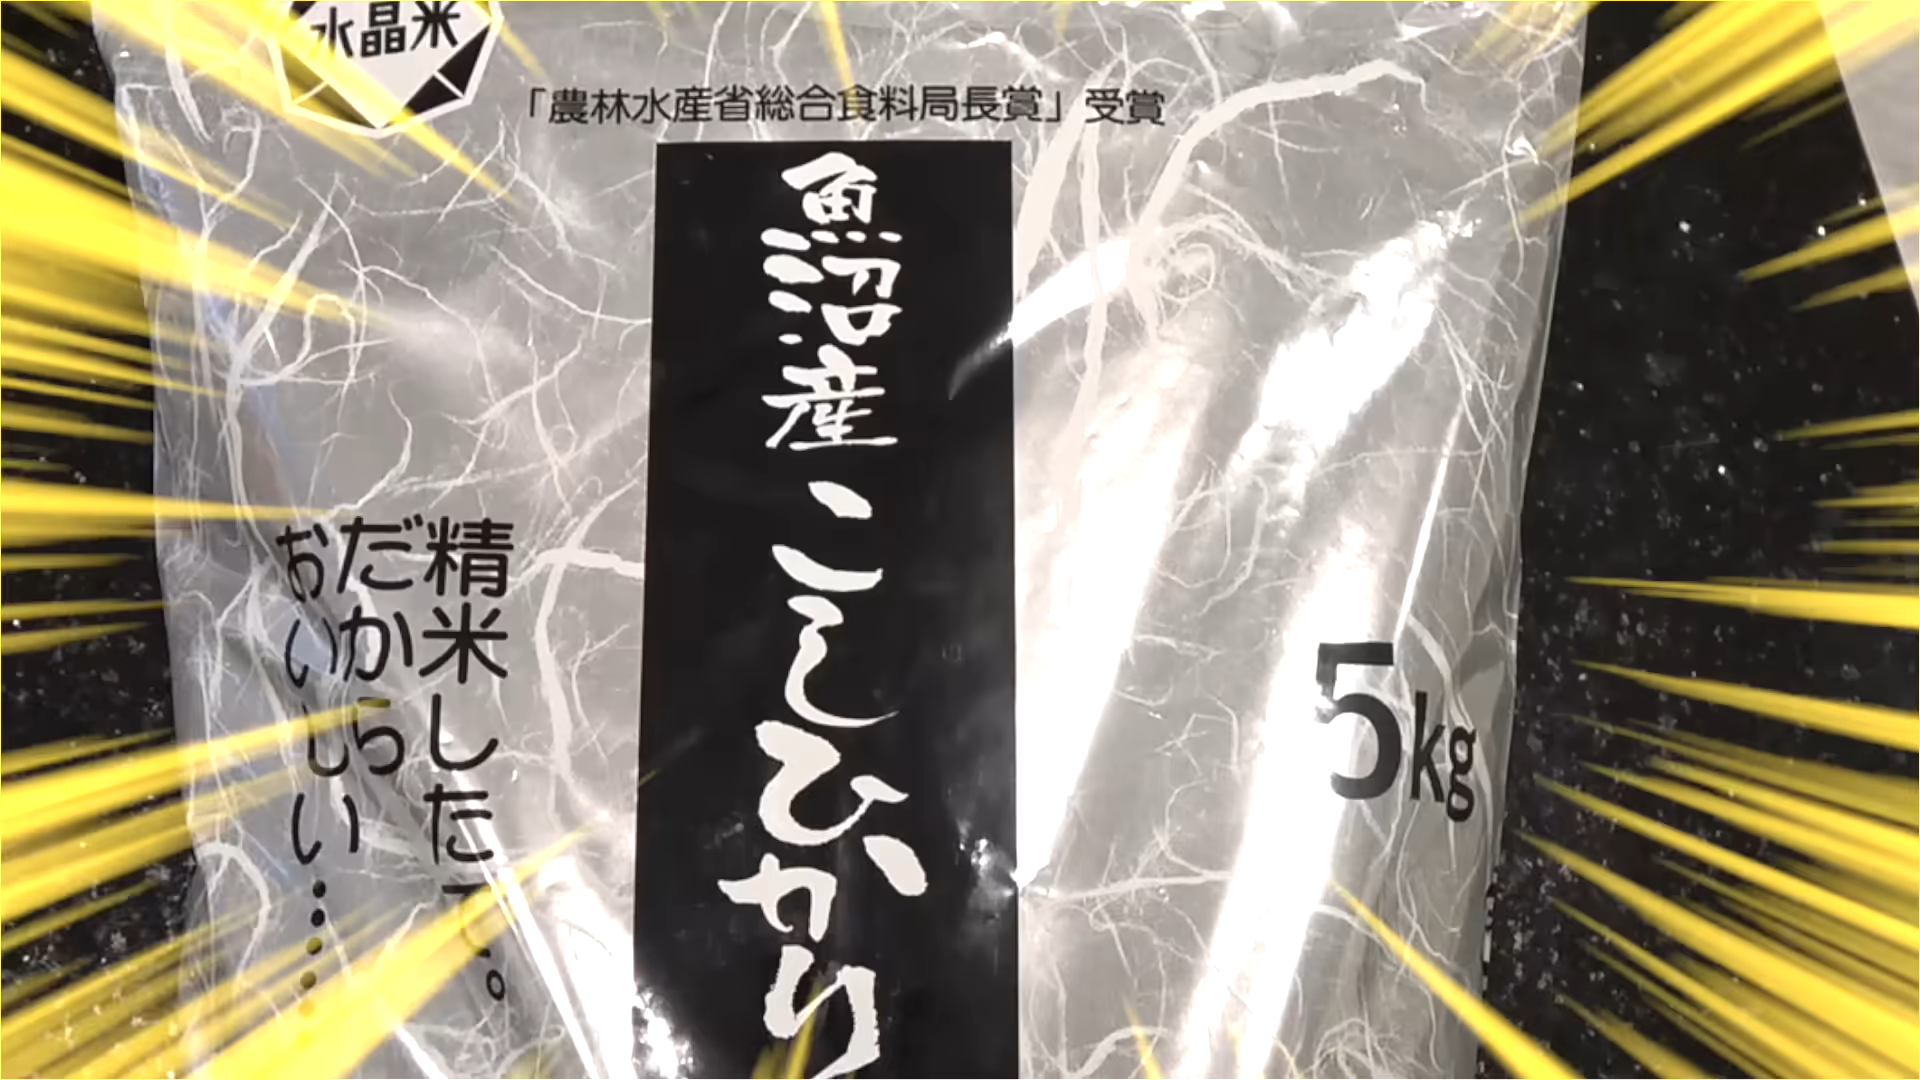 水晶米
「農林水産省総合食料局長賞」受賞
魚沼産こしひかり
精米したて。
だから
おいしい……
5kg